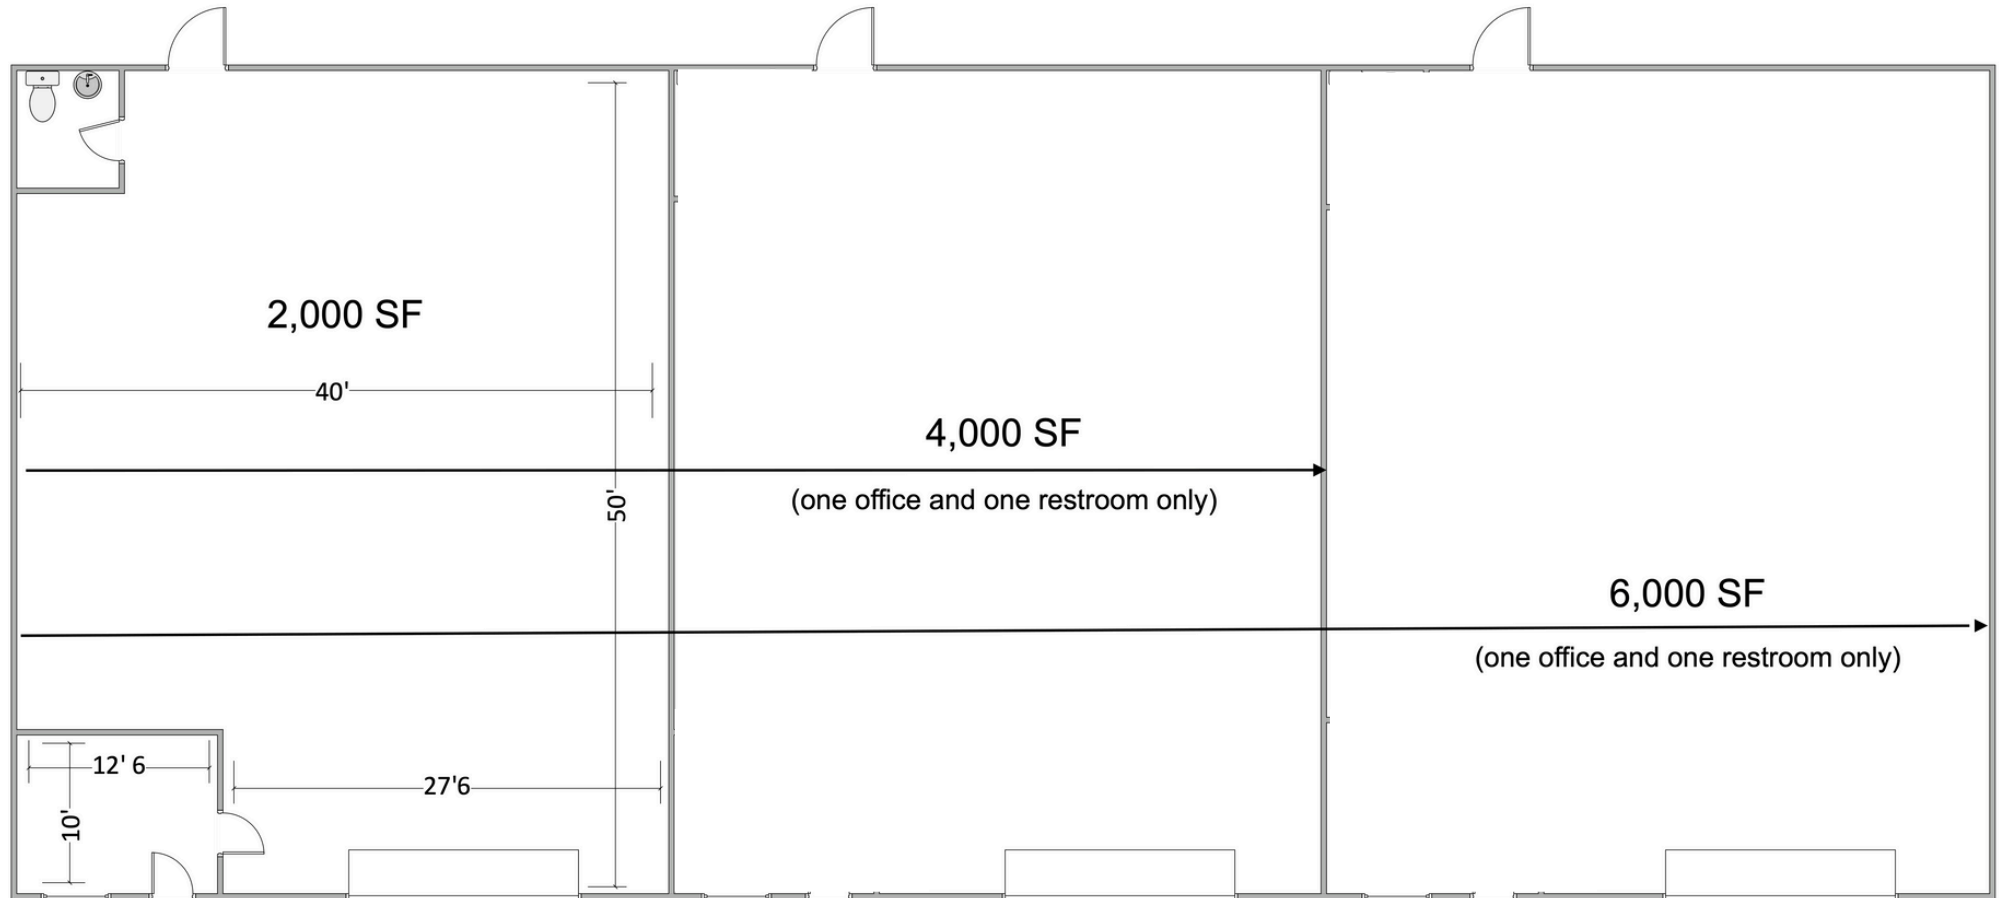 2,000 SF
40'
50'
4,000 SF
(one office and one restroom only)
6,000 SF
(one office and one restroom only)
12' 6
10'
27'6